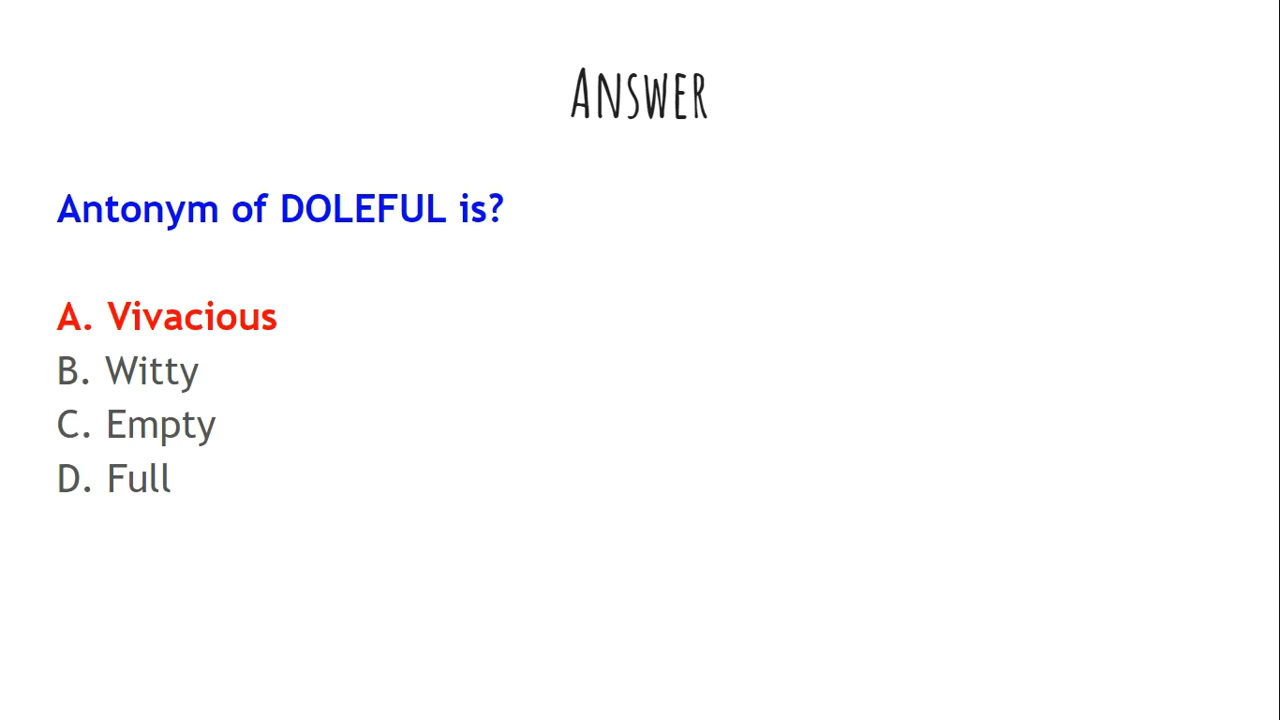 Answer
Antonym of DOLEFUL is?
A. Vivacious
B. Witty
C. Empty
D. Full